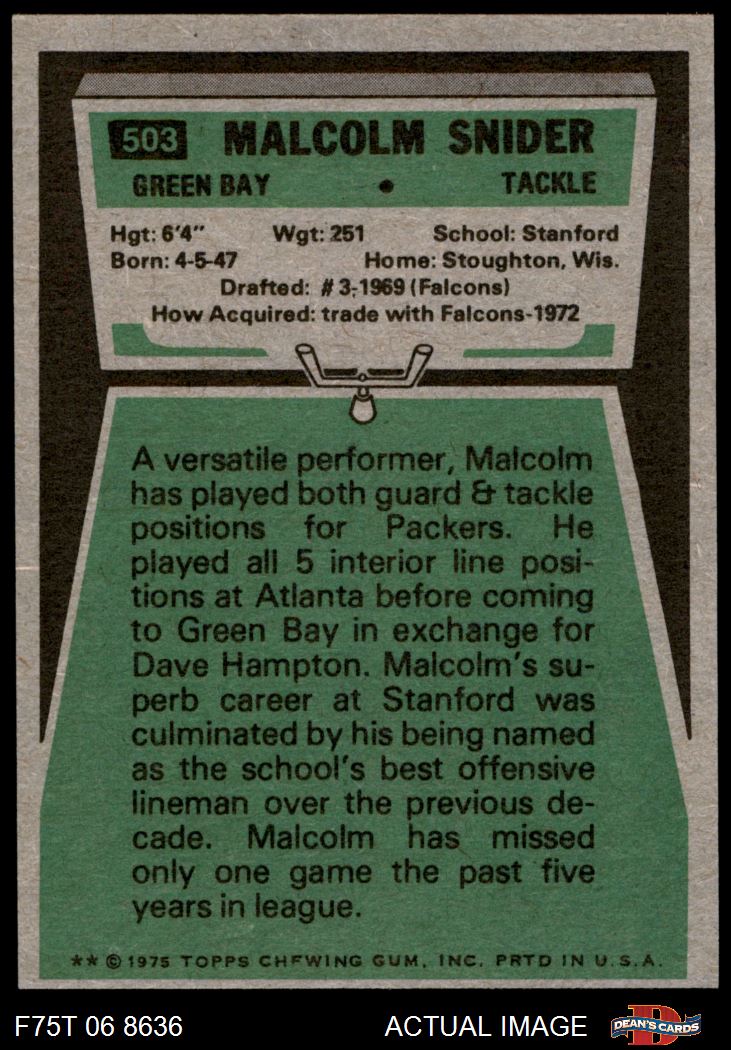 503 MALCOLM SNIDER
GREEN BAY • TACKLE
Hgt: 6'4" Wgt: 251 School: Stanford
Born: 4-5-47 Home: Stoughton, Wis.
Drafted: #3-1969 (Falcons)
How Acquired: trade with Falcons-1972
A versatile performer, Malcolm
has played both guard & tackle
positions for Packers. He
played all 5 interior line posi-
tions at Atlanta before coming
to Green Bay in exchange for
Dave Hampton. Malcolm's su-
perb career at Stanford was
culminated by his being named
as the school's best offensive
lineman over the previous de-
cade. Malcolm has missed
only one game the past five
years in league.
** © 1975 TOPPS CHEWING GUM, INC. PRTD IN U.S.A.
F75T 06 8636 ACTUAL IMAGE D DEAN'S CARDS